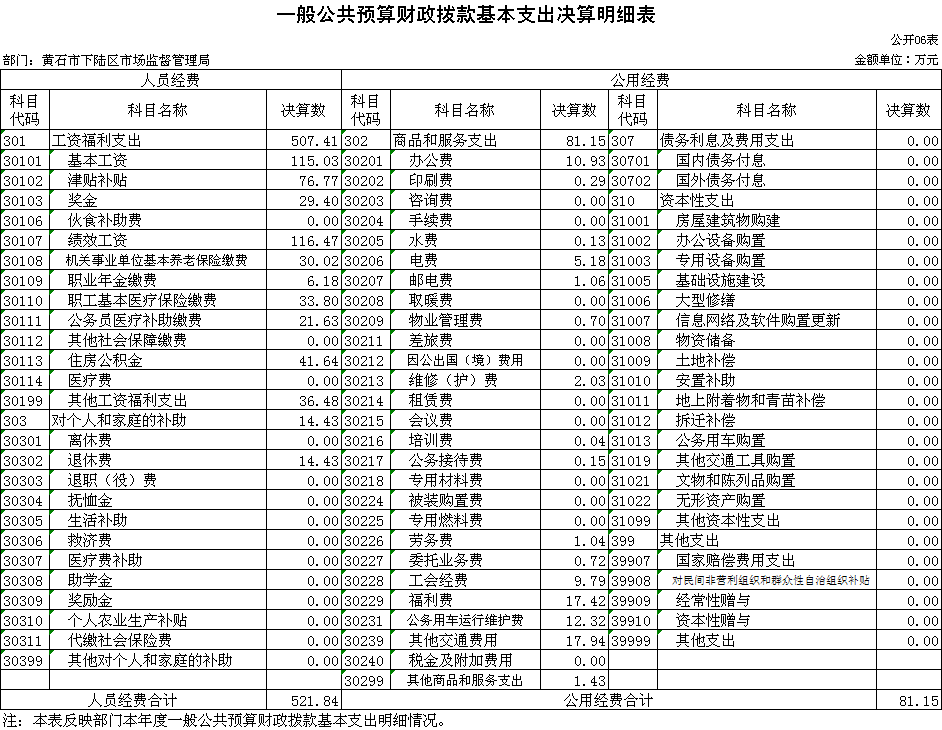 一般公共预算财政拨款基本支出决算明细表
公开06表
部门：黄石市下陆区市场监督管理局 金额单位：万元
人员经费 公用经费
科目代码 科目名称 决算数 科目代码 科目名称 决算数 科目代码 科目名称 决算数
301 工资福利支出 507.41 302 商品和服务支出 81.15 307 债务利息及费用支出 0.00
30101 基本工资 115.03 30201 办公费 10.93 30701 国内债务付息 0.00
30102 津贴补贴 76.77 30202 印刷费 0.29 30702 国外债务付息 0.00
30103 奖金 29.40 30203 咨询费 0.00 310 资本性支出 0.00
30106 伙食补助费 0.00 30204 手续费 0.00 31001 房屋建筑物购建 0.00
30107 绩效工资 116.47 30205 水费 0.13 31002 办公设备购置 0.00
30108 机关事业单位基本养老保险缴费 30.02 30206 电费 5.18 31003 专用设备购置 0.00
30109 职业年金缴费 6.18 30207 邮电费 1.06 31005 基础设施建设 0.00
30110 职工基本医疗保险缴费 33.80 30208 取暖费 0.00 31006 大型修缮 0.00
30111 公务员医疗补助缴费 21.63 30209 物业管理费 0.70 31007 信息网络及软件购置更新 0.00
30112 其他社会保障缴费 0.00 30211 差旅费 0.00 31008 物资储备 0.00
30113 住房公积金 41.64 30212 因公出国（境）费用 0.00 31009 土地补偿 0.00
30114 医疗费 0.00 30213 维修（护）费 2.03 31010 安置补助 0.00
30199 其他工资福利支出 36.48 30214 租赁费 0.00 31011 地上附着物和青苗补偿 0.00
303 对个人和家庭的补助 14.43 30215 会议费 0.00 31012 拆迁补偿 0.00
30301 离休费 0.00 30216 培训费 0.04 31013 公务用车购置 0.00
30302 退休费 14.43 30217 公务接待费 0.15 31019 其他交通工具购置 0.00
30303 退职（役）费 0.00 30218 专用材料费 0.00 31021 文物和陈列品购置 0.00
30304 抚恤金 0.00 30224 被装购置费 0.00 31022 无形资产购置 0.00
30305 生活补助 0.00 30225 专用燃料费 0.00 31099 其他资本性支出 0.00
30306 救济费 0.00 30226 劳务费 1.04 399 其他支出 0.00
30307 医疗费补助 0.00 30227 委托业务费 0.72 39907 国家赔偿费用支出 0.00
30308 助学金 0.00 30228 工会经费 9.79 39908 对民间非营利组织和群众性自治组织补贴 0.00
30309 奖励金 0.00 30229 福利费 17.42 39909 经常性赠与 0.00
30310 个人农业生产补贴 0.00 30231 公务用车运行维护费 12.32 39910 资本性赠与 0.00
30311 代缴社会保险费 0.00 30239 其他交通费用 17.94 39999 其他支出 0.00
30399 其他对个人和家庭的补助 0.00 30240 税金及附加费用 0.00
30299 其他商品和服务支出 1.43
人员经费合计 521.84 公用经费合计 81.15
注：本表反映部门本年度一般公共预算财政拨款基本支出明细情况。